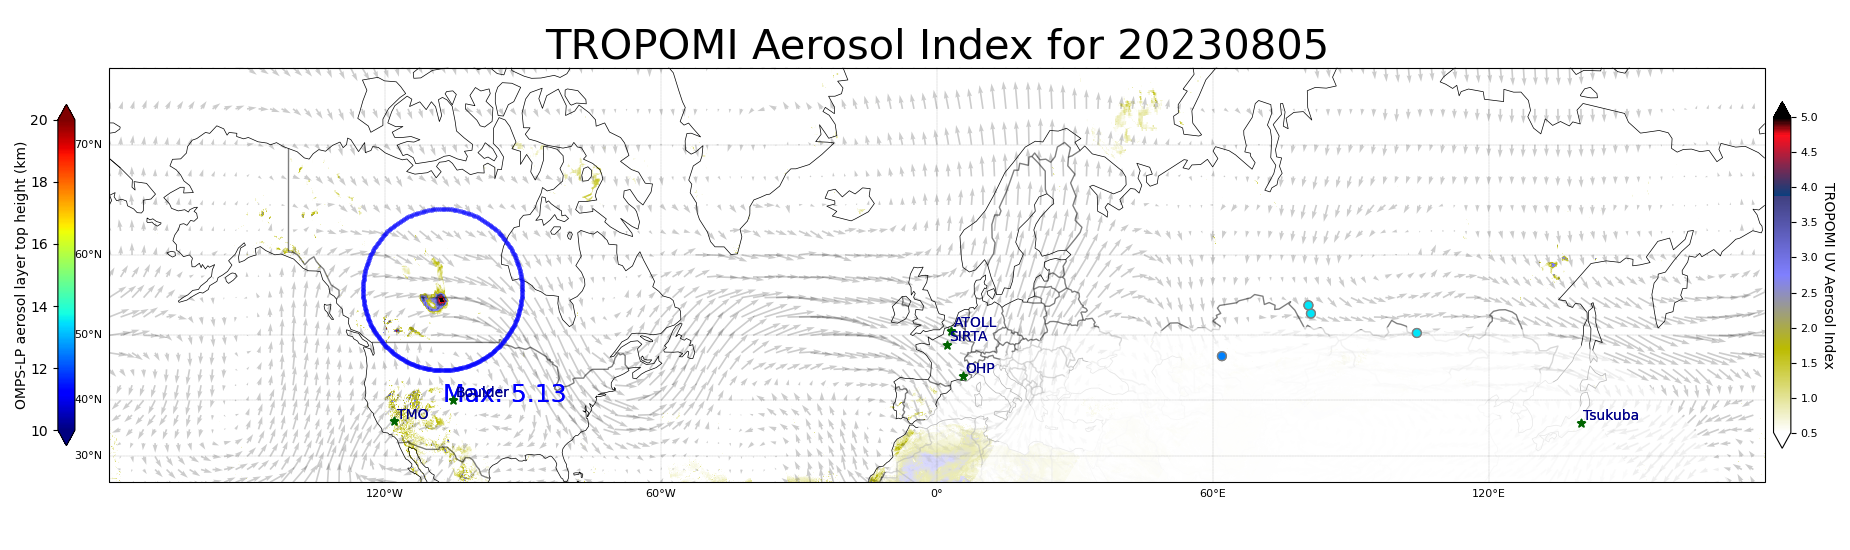 TROPOMI Aerosol Index for 20230805
OMPS-LP aerosol layer top height (km)
20
18
16
14
12
10
70°N
60°N
50°N
40°N
30°N
120°W
60°W
0°
60°E
120°E
ATOLL
SIRTA
OHP
Max: 5.13
Boulder
TMO
Tsukuba
5.0
4.5
4.0
3.5
3.0
2.5
2.0
1.5
1.0
0.5
TROPOMI UV Aerosol Index